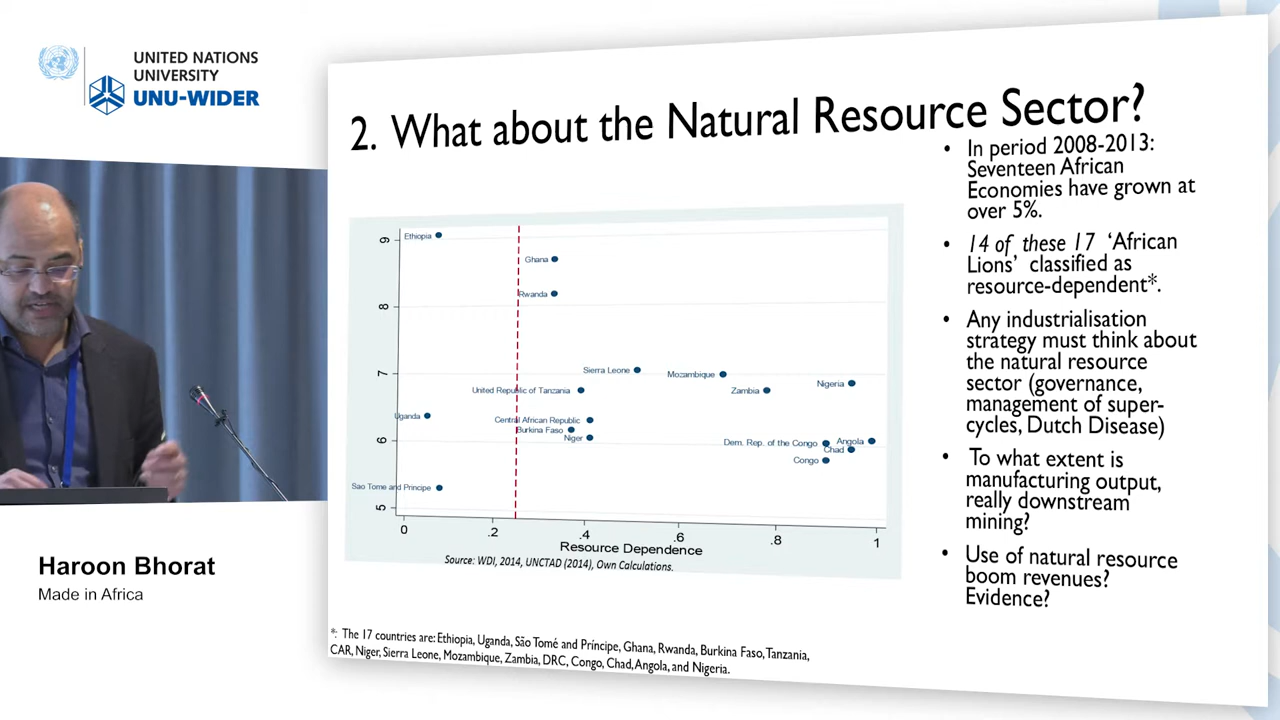 UNITED NATIONS
UNIVERSITY
UNU-WIDER
Haroon Bhorat
Made in Africa
2. What about the Natural Resource Sector?
9
8
7
6
5
Ethiopia
Ghana
Rwanda
Sierra Leone
Mozambique
Nigeria
United Republic of Tanzania
Zambia
Uganda
Central African Republic
Burkina Faso
Niger
Dem. Rep. of the Congo
Angola
Chad
Congo
Sao Tome and Principe
0
.2
.4
.6
.8
1
Resource Dependence
Source: WDI, 2014, UNCTAD (2014), Own Calculations.
• In period 2008-2013:
Seventeen African
Economies have grown at
over 5%.
• 14 of these 17 ‘African
Lions’ classified as
resource-dependent*.
• Any industrialisation
strategy must think about
the natural resource
sector (governance,
management of super-
cycles, Dutch Disease)
• To what extent is
manufacturing output,
really downstream
mining?
• Use of natural resource
boom revenues?
Evidence?
*: The 17 countries are: Ethiopia, Uganda, São Tomé and Príncipe, Ghana, Rwanda, Burkina Faso, Tanzania,
CAR, Niger, Sierra Leone, Mozambique, Zambia, DRC, Congo, Chad, Angola, and Nigeria.